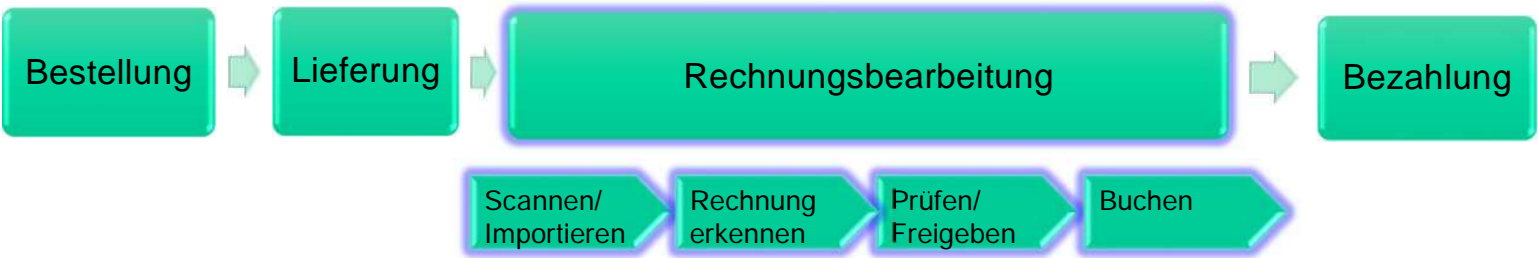 Bestellung
Lieferung
Rechnungsbearbeitung
Bezahlung
Scannen/
Importieren
Rechnung
erkennen
Prüfen/
Freigeben
Buchen